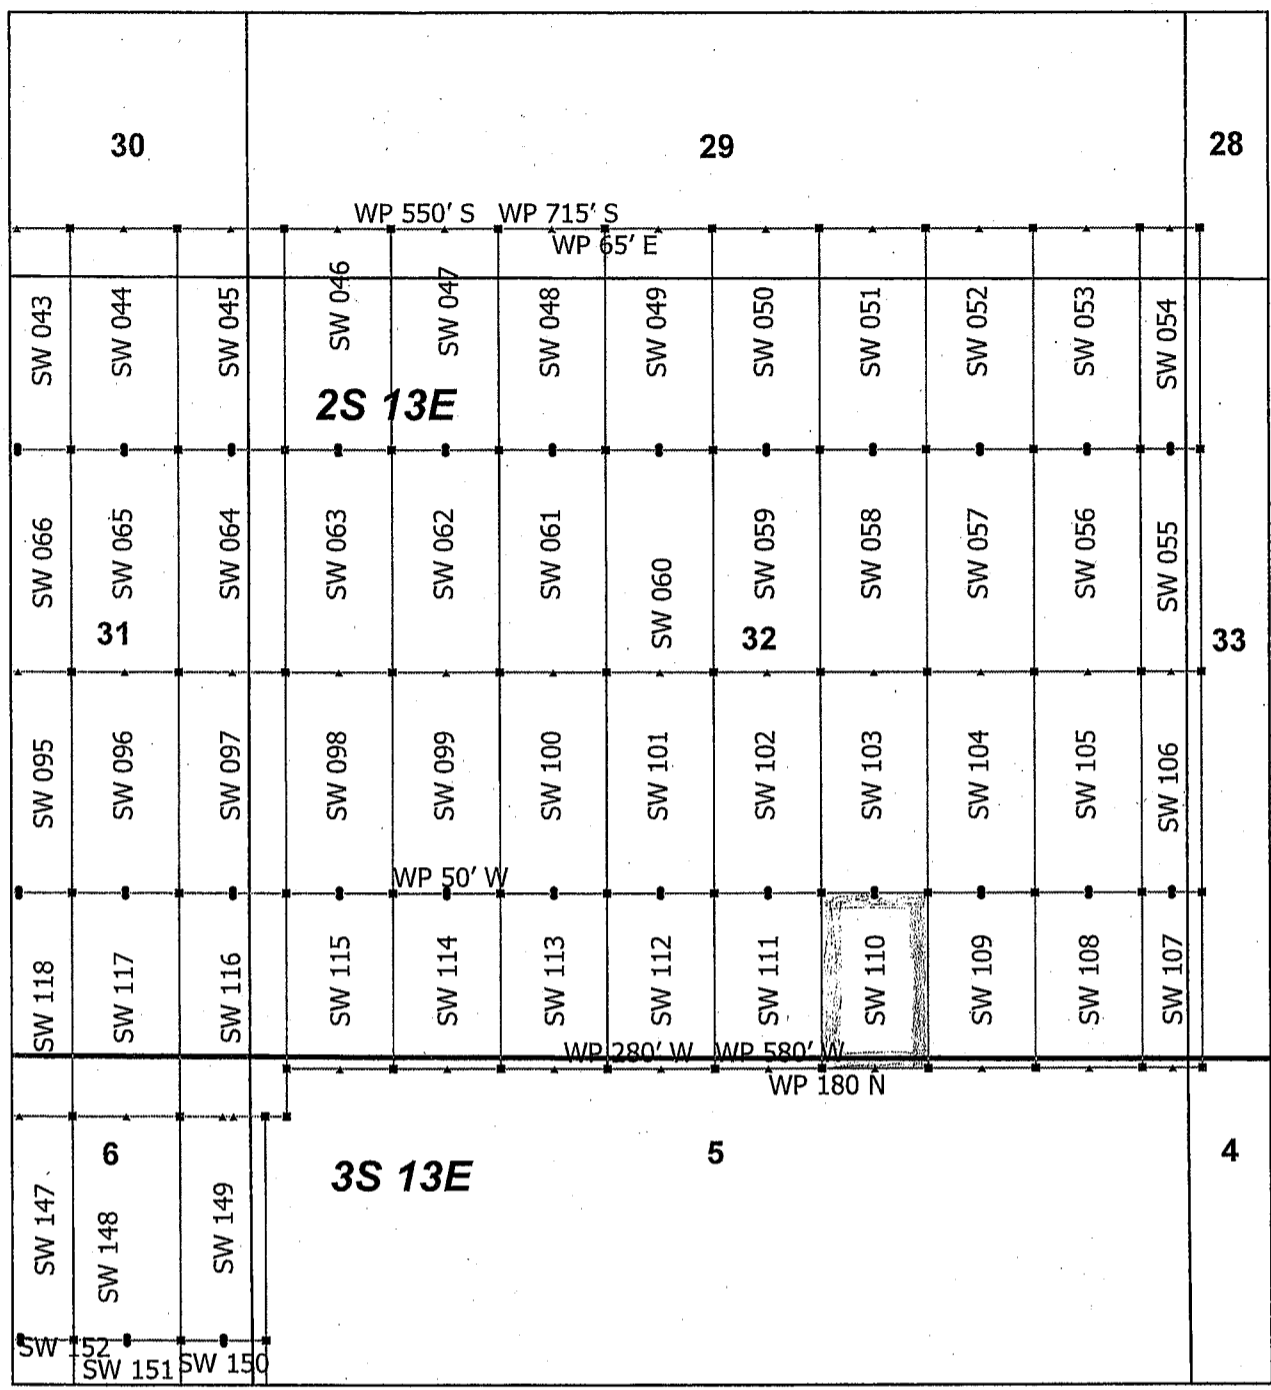 30
29
28
WP 550' S
WP 715' S
WP 65' E
SW 043
SW 044
SW 045
SW 046
SW 047
SW 048
SW 049
SW 050
SW 051
SW 052
SW 053
SW 054
2S 13E
SW 066
SW 065
SW 064
SW 063
SW 062
SW 061
SW 060
SW 059
SW 058
SW 057
SW 056
SW 055
31
32
33
SW 095
SW 096
SW 097
SW 098
SW 099
SW 100
SW 101
SW 102
SW 103
SW 104
SW 105
SW 106
WP 50' W
SW 118
SW 117
SW 116
SW 115
SW 114
SW 113
SW 112
SW 111
SW 110
SW 109
SW 108
SW 107
WP 280' W
WP 580' W
WP 180 N
6
3S 13E
5
4
SW 147
SW 148
SW 149
SW 152
SW 151
SW 150